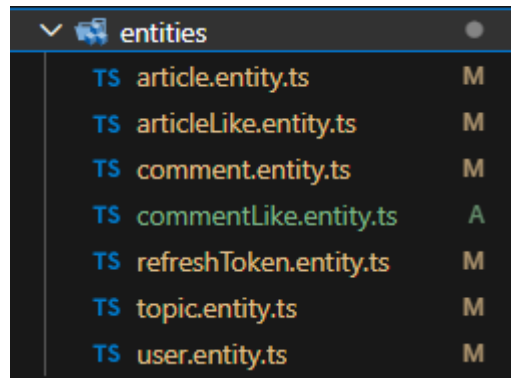 entities
TS article.entity.ts M
TS articleLike.entity.ts M
TS comment.entity.ts M
TS commentLike.entity.ts A
TS refreshToken.entity.ts M
TS topic.entity.ts M
TS user.entity.ts M